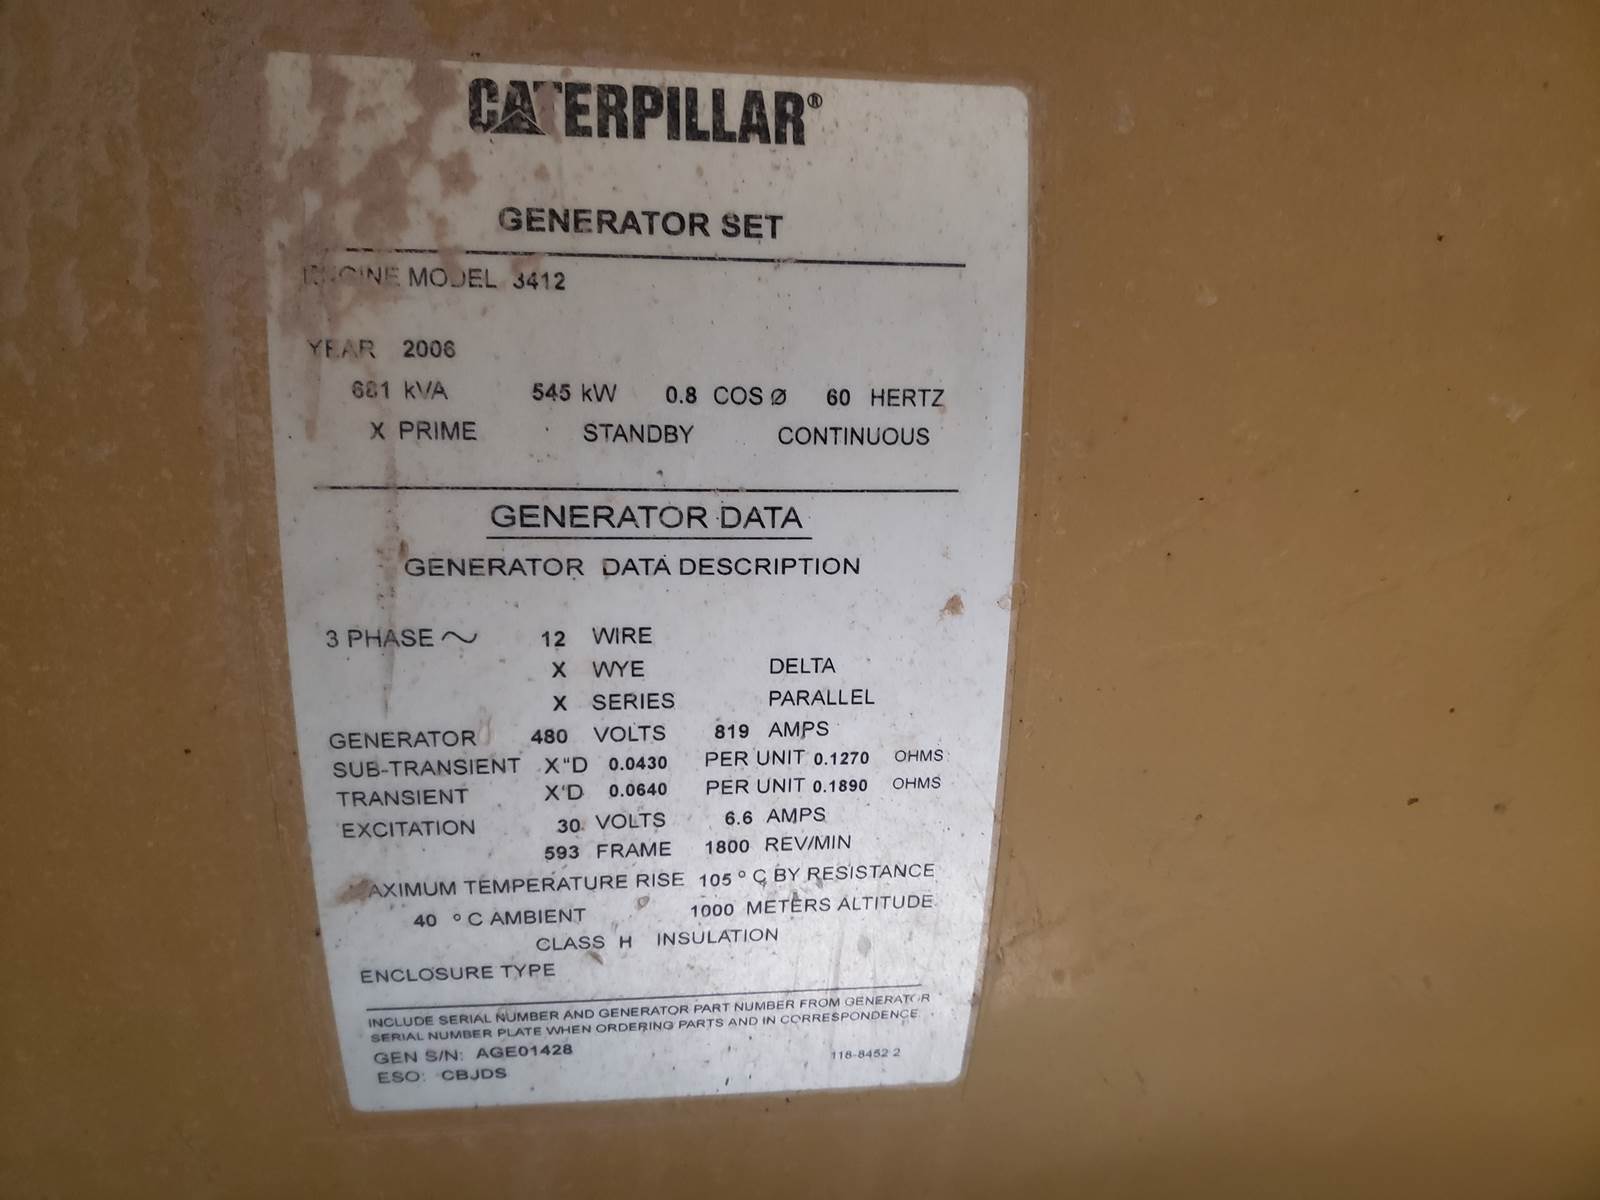 CATERPILLAR®
GENERATOR SET
ENGINE MODEL 3412
YEAR 2006
681 kVA 545 kW 0.8 COS Ø 60 HERTZ
X PRIME STANDBY CONTINUOUS
GENERATOR DATA
GENERATOR DATA DESCRIPTION
3 PHASE ~ 12 WIRE
X WYE DELTA
X SERIES PARALLEL
GENERATOR 480 VOLTS 819 AMPS
SUB-TRANSIENT X"D 0.0430 PER UNIT 0.1270 OHMS
TRANSIENT X'D 0.0640 PER UNIT 0.1890 OHMS
EXCITATION 30 VOLTS 6.6 AMPS
593 FRAME 1800 REV/MIN
MAXIMUM TEMPERATURE RISE 105 ° C BY RESISTANCE
40 ° C AMBIENT 1000 METERS ALTITUDE
CLASS H INSULATION
ENCLOSURE TYPE
INCLUDE SERIAL NUMBER AND GENERATOR PART NUMBER FROM GENERATOR
SERIAL NUMBER PLATE WHEN ORDERING PARTS AND IN CORRESPONDENCE
GEN S/N: AGE01428 118-8452 2
ESO: CBJDS